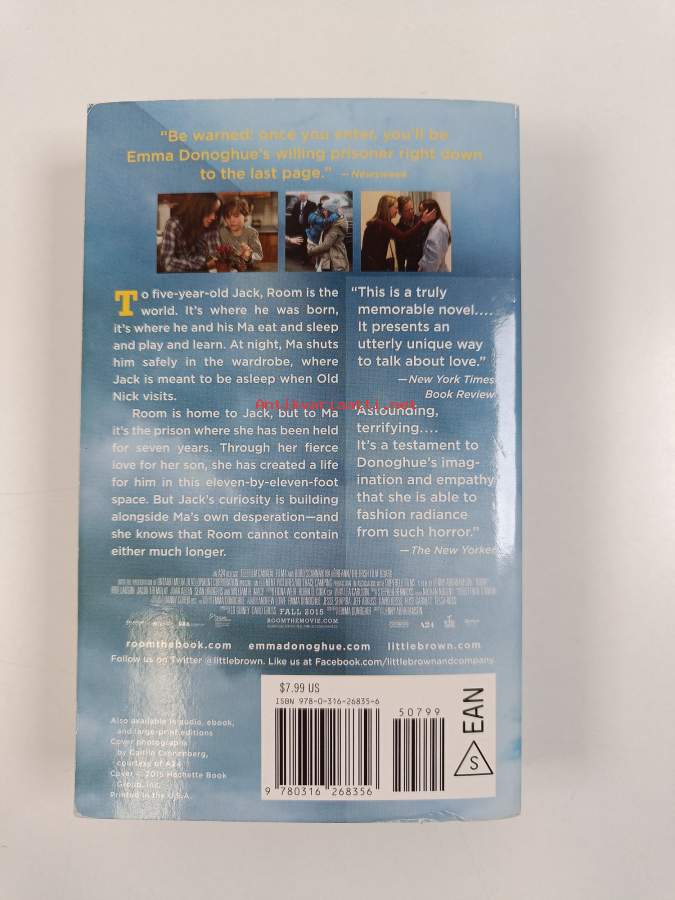 “Be warned: once you enter, you’ll be
Emma Donoghue’s willing prisoner right down
to the last page.” —Newsweek
To five-year-old Jack, Room is the
world. It’s where he was born,
it’s where he and his Ma eat and sleep
and play and learn. At night, Ma shuts
him safely in the wardrobe, where
Jack is meant to be asleep when Old
Nick visits.
Room is home to Jack, but to Ma
it’s the prison where she has been held
for seven years. Through her fierce
love for her son, she has created a life
for him in this eleven-by-eleven-foot
space. But Jack’s curiosity is building
alongside Ma’s own desperation—and
she knows that Room cannot contain
either much longer.
“This is a truly
memorable novel....
It presents an
utterly unique way
to talk about love.”
—New York Times
Book Review
Antikvariaatti.net
“Astounding,
terrifying....
It’s a testament to
Donoghue’s imag-
ination and empathy
that she is able to
fashion radiance
from such horror.”
—The New Yorker
FALL 2015
ROOMTHEMOVIE.COM
A24
roomthebook.com emmadonoghue.com littlebrown.com
Follow us on Twitter @littlebrown. Like us at Facebook.com/littlebrownandcompany
Also available in audio, ebook,
and large-print editions
Cover photographs
by Caitlin Cronenberg,
courtesy of A24
Cover © 2015 Hachette Book
Group, Inc.
Printed in the U.S.A.
$7.99 US
ISBN 978-0-316-26835-6
50799
9 780316 268356
S
EAN